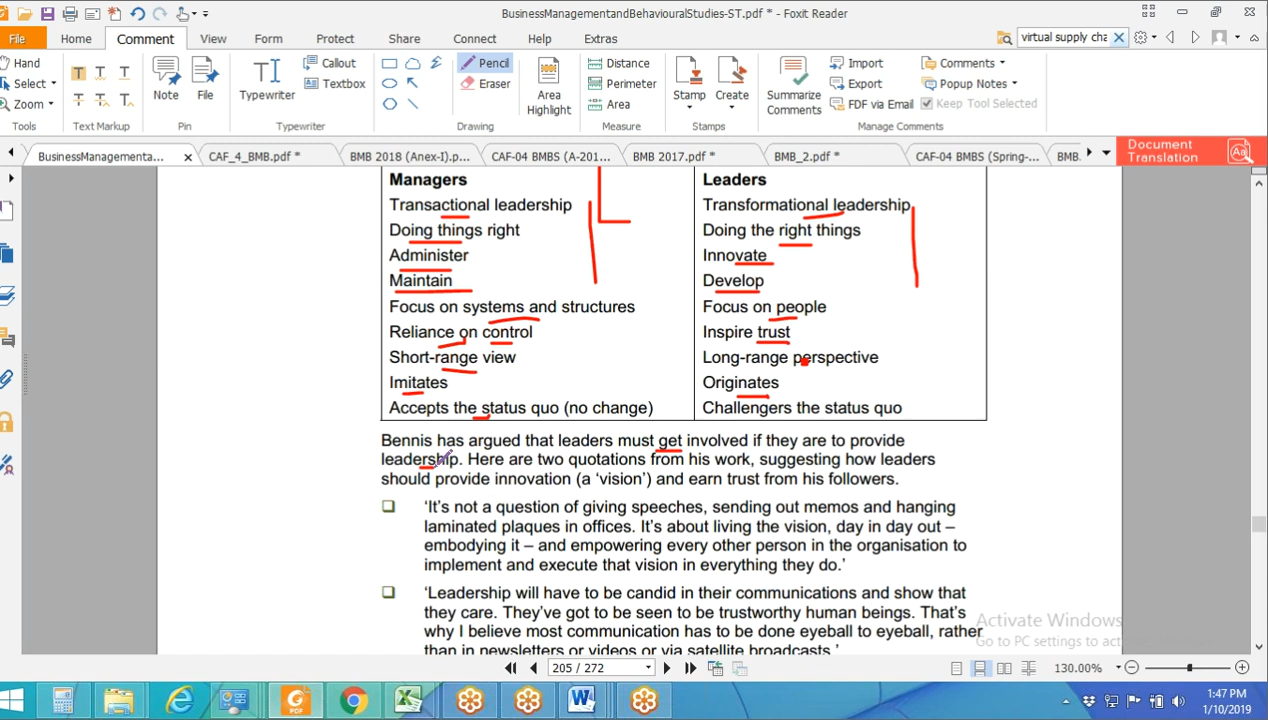 BusinessManagementandBehaviouralStudies-ST.pdf * - Foxit Reader
File Home Comment View Form Protect Share Connect Help Extras virtual supply cha
Hand
Select
Zoom
Tools
Text Markup
Note File
Pin
Typewriter Callout Textbox
Typewriter
Pencil
Eraser
Area Highlight
Drawing
Distance
Perimeter
Area
Measure
Stamp Create
Stamps
Summarize Comments
Import
Export
FDF via Email
Comments
Popup Notes
Keep Tool Selected
Manage Comments
BusinessManagementa... CAF_4_BMB.pdf * BMB 2018 (Anex-I).p... CAF-04 BMBS (A-201... BMB 2017.pdf * BMB_2.pdf * CAF-04 BMBS (Spring-... BMB.
Document Translation
Managers Leaders
Transactional leadership Transformational leadership
Doing things right Doing the right things
Administer Innovate
Maintain Develop
Focus on systems and structures Focus on people
Reliance on control Inspire trust
Short-range view Long-range perspective
Imitates Originates
Accepts the status quo (no change) Challengers the status quo
Bennis has argued that leaders must get involved if they are to provide
leadership. Here are two quotations from his work, suggesting how leaders
should provide innovation (a ‘vision’) and earn trust from his followers.
‘It’s not a question of giving speeches, sending out memos and hanging
laminated plaques in offices. It’s about living the vision, day in day out –
embodying it – and empowering every other person in the organisation to
implement and execute that vision in everything they do.’
‘Leadership will have to be candid in their communications and show that
they care. They’ve got to be seen to be trustworthy human beings. That’s
why I believe most communication has to be done eyeball to eyeball, rather
than in newsletters or videos or via satellite broadcasts.’
Activate Windows
Go to PC settings to
205 / 272 130.00%
1:47 PM
1/10/2019